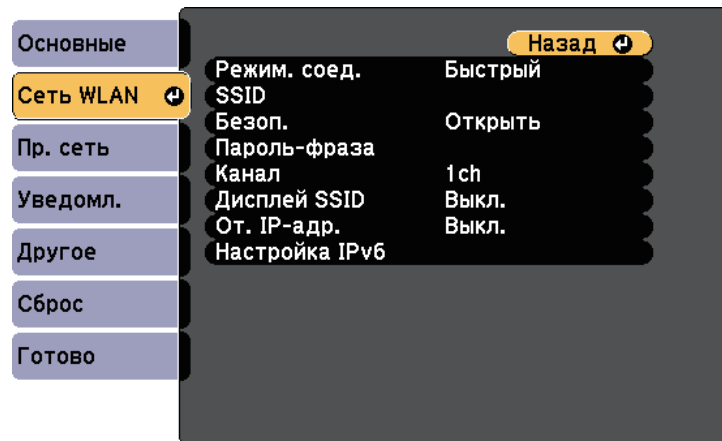 Основные
Сеть WLAN
Пр. сеть
Уведомл.
Другое
Сброс
Готово
Назад
Режим. соед. Быстрый
SSID
Безоп. Открыть
Пароль-фраза
Канал 1ch
Дисплей SSID Выкл.
От. IP-адр. Выкл.
Настройка IPv6